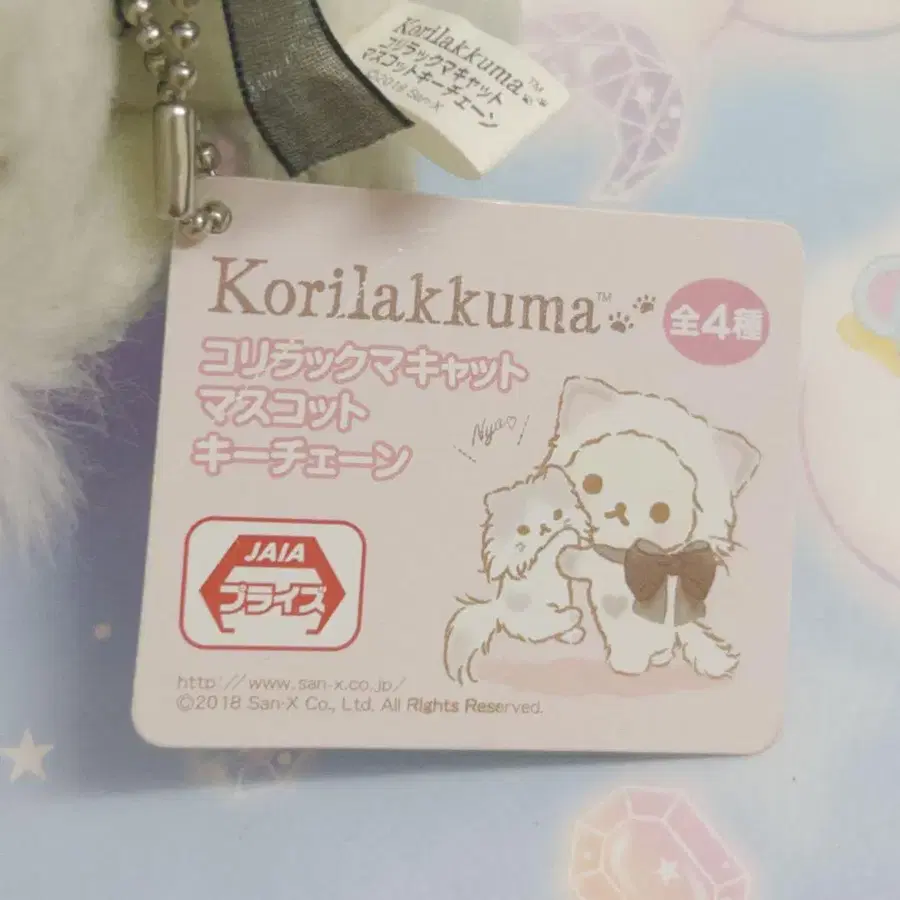 Korilakkuma™
コリラックマキャット
マスコットキーチェーン
©2018 San-X
Korilakkuma™
全4種
コリラックマキャット
マスコット
キーチェーン
Nya♡
JAIA
プライズ
http://www.san-x.co.jp/
©2018 San-X Co., Ltd. All Rights Reserved.